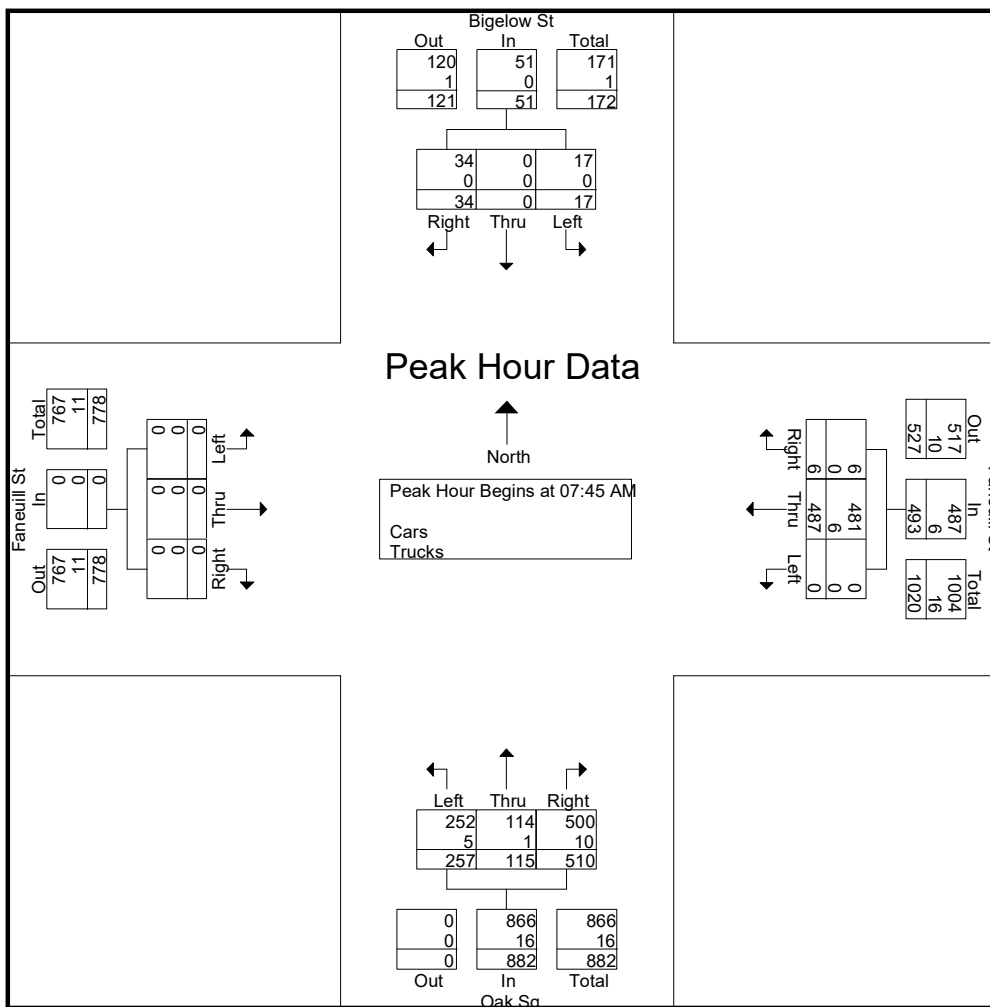 Bigelow St
Out In Total
120 51 171
1 0 1
121 51 172
34 0 17
0 0 0
34 0 17
Right Thru Left
Peak Hour Data
North
Peak Hour Begins at 07:45 AM
Cars
Trucks
Faneuill St
Out In Total
767 0 767
11 0 11
778 0 778
Right Thru Left
0 0 0
0 0 0
0 0 0
Out In Total
517 487 1004
10 6 16
527 493 1020
Right Thru Left
6 481 0
0 6 0
6 487 0
Left Thru Right
252 114 500
5 1 10
257 115 510
0 866 866
0 16 16
0 882 882
Out In Total
Oak Sq